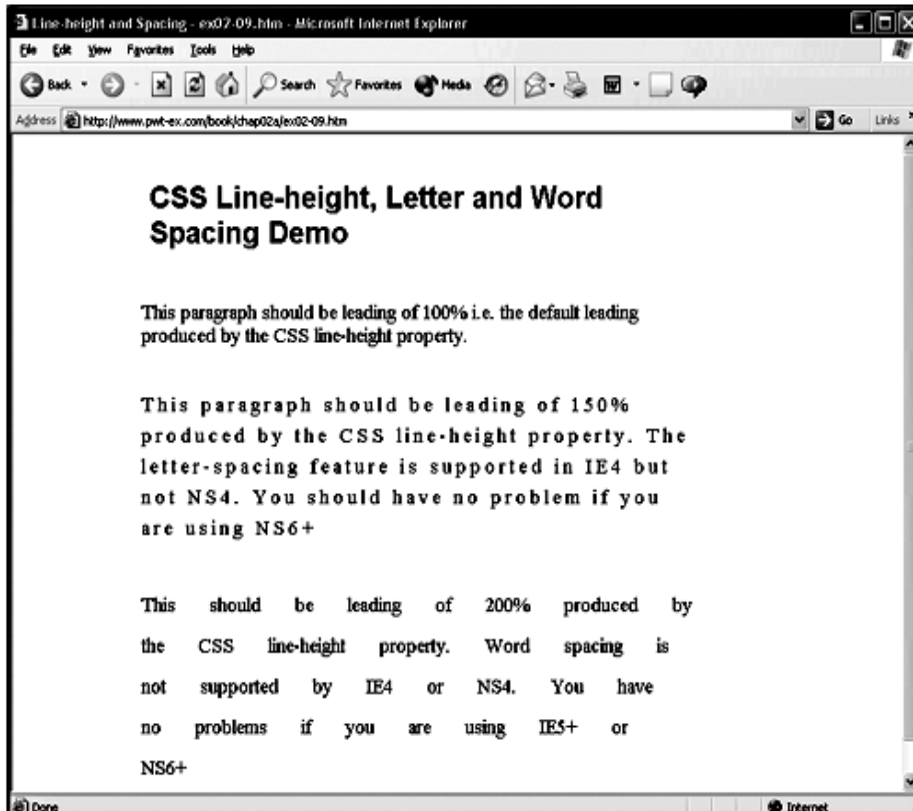 Line-height and Spacing - ex02-09.htm - Microsoft Internet Explorer
File Edit View Favorites Tools Help
Back Search Favorites Media
Address http://www.pwt-ex.com/book/chap02a/ex02-09.htm Go Links
CSS Line-height, Letter and Word
Spacing Demo
This paragraph should be leading of 100% i.e. the default leading
produced by the CSS line-height property.
This paragraph should be leading of 150%
produced by the CSS line-height property. The
letter-spacing feature is supported in IE4 but
not NS4. You should have no problem if you
are using NS6+
This should be leading of 200% produced by
the CSS line-height property. Word spacing is
not supported by IE4 or NS4. You have
no problems if you are using IE5+ or
NS6+
Done Internet